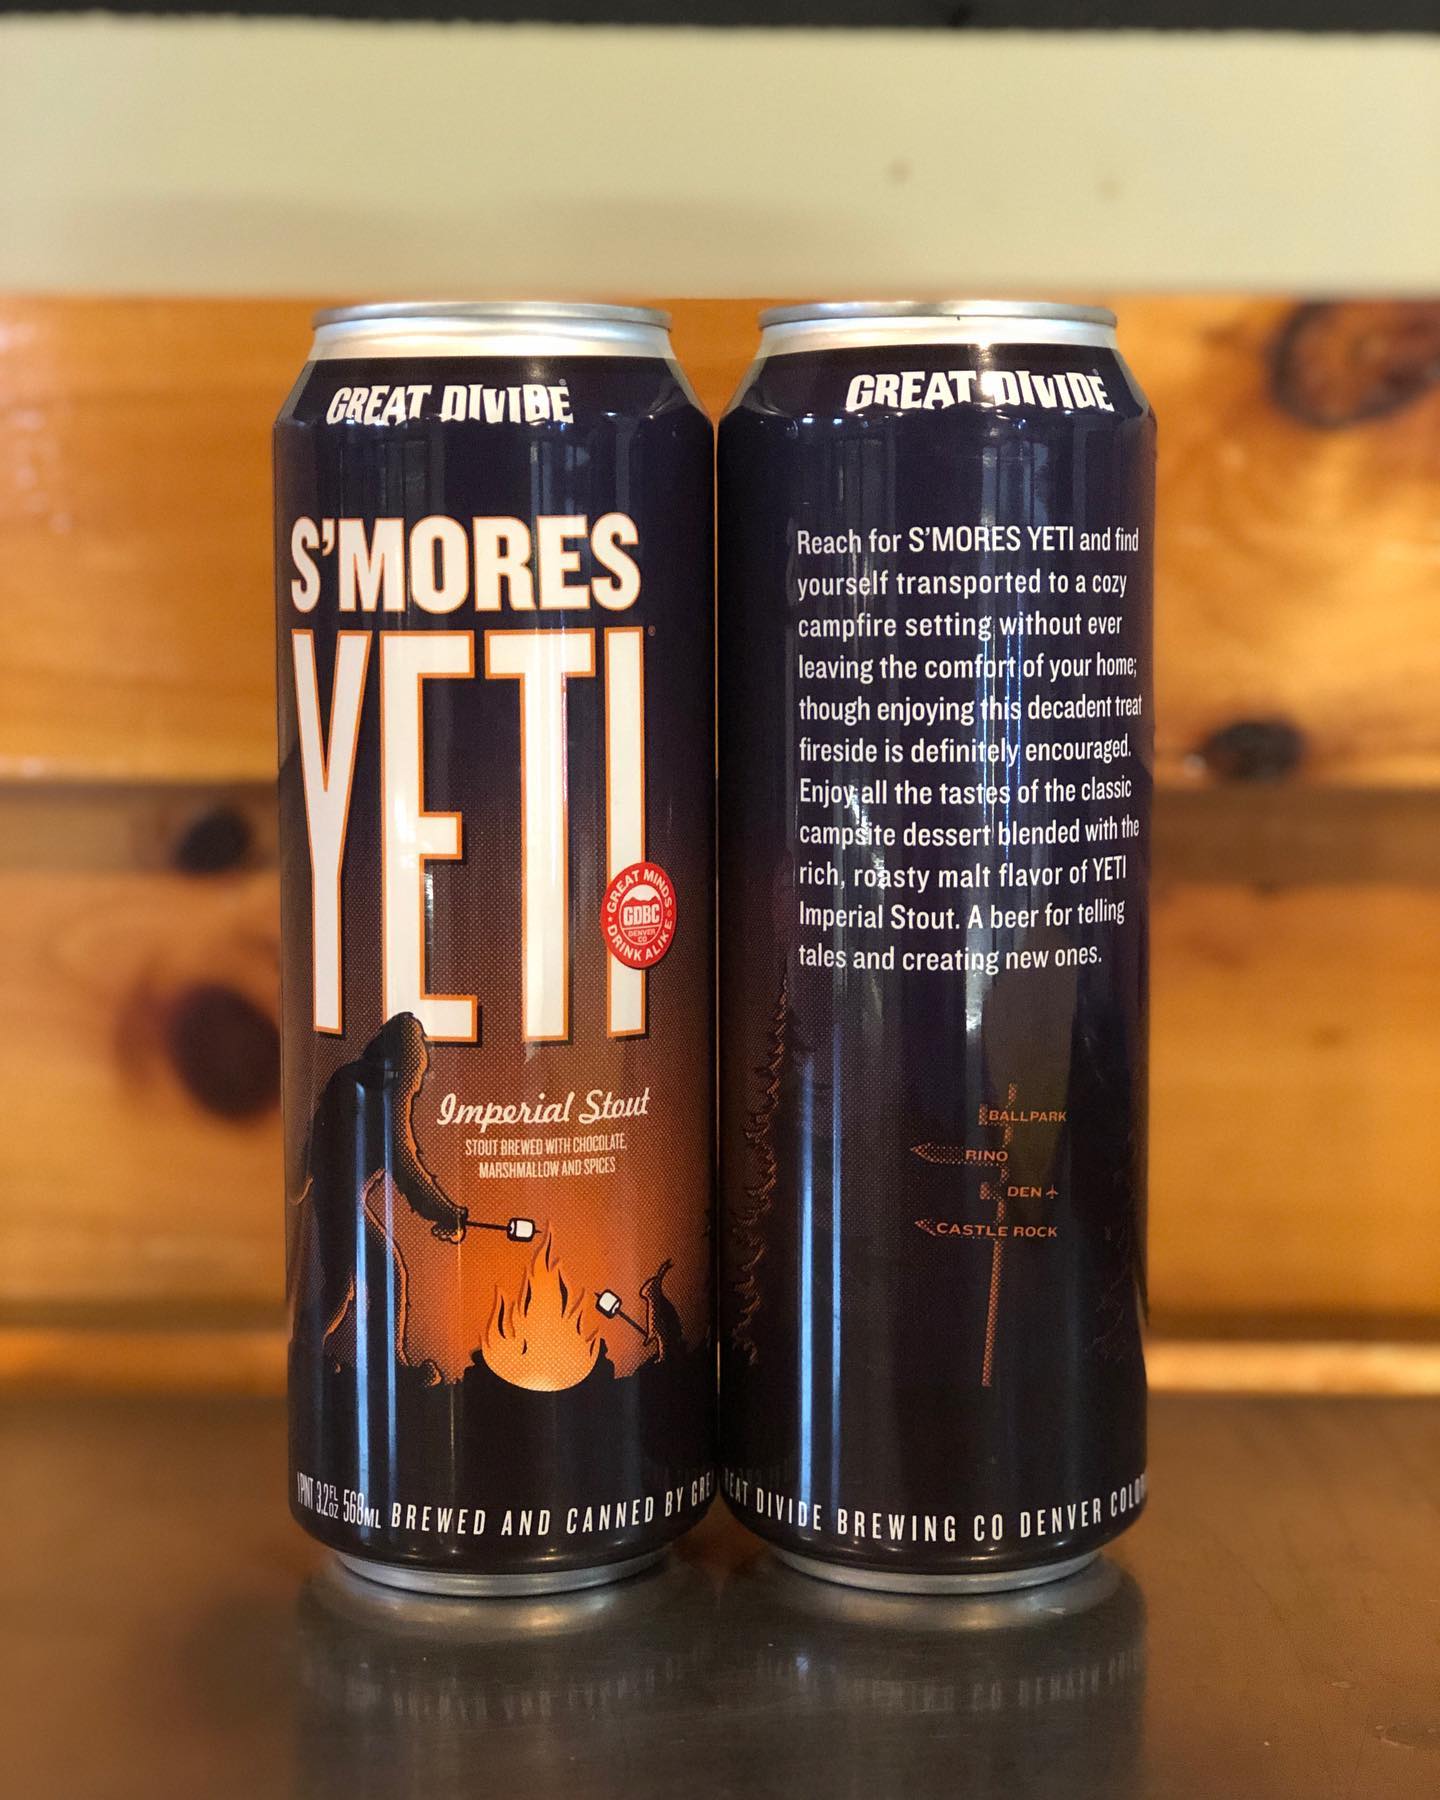 GREAT DIVIDE®
S'MORES
YETI®
GREAT MINDS
GDBC
DENVER
CO
DRINK ALIKE
Imperial Stout
STOUT BREWED WITH CHOCOLATE,
MARSHMALLOW AND SPICES
1 PINT 3.2 FL OZ 568 ML BREWED AND CANNED BY GRE
GREAT DIVIDE®
Reach for S'MORES YETI and find
yourself transported to a cozy
campfire setting without ever
leaving the comfort of your home;
though enjoying this decadent treat
fireside is definitely encouraged.
Enjoy all the tastes of the classic
campsite dessert blended with the
rich, roasty malt flavor of YETI
Imperial Stout. A beer for telling
tales and creating new ones.
BALLPARK
RINO
DEN
CASTLE ROCK
EAT DIVIDE BREWING CO DENVER COLO